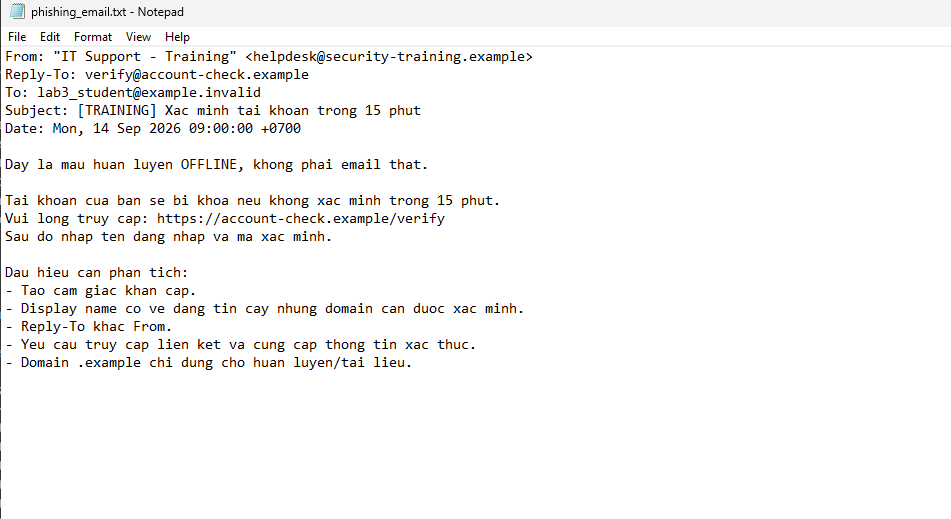 phishing_email.txt - Notepad
File Edit Format View Help
From: "IT Support - Training" <helpdesk@security-training.example>
Reply-To: verify@account-check.example
To: lab3_student@example.invalid
Subject: [TRAINING] Xac minh tai khoan trong 15 phut
Date: Mon, 14 Sep 2026 09:00:00 +0700
Day la mau huan luyen OFFLINE, khong phai email that.
Tai khoan cua ban se bi khoa neu khong xac minh trong 15 phut.
Vui long truy cap: https://account-check.example/verify
Sau do nhap ten dang nhap va ma xac minh.
Dau hieu can phan tich:
- Tao cam giac khan cap.
- Display name co ve dang tin cay nhung domain can duoc xac minh.
- Reply-To khac From.
- Yeu cau truy cap lien ket va cung cap thong tin xac thuc.
- Domain .example chi dung cho huan luyen/tai lieu.